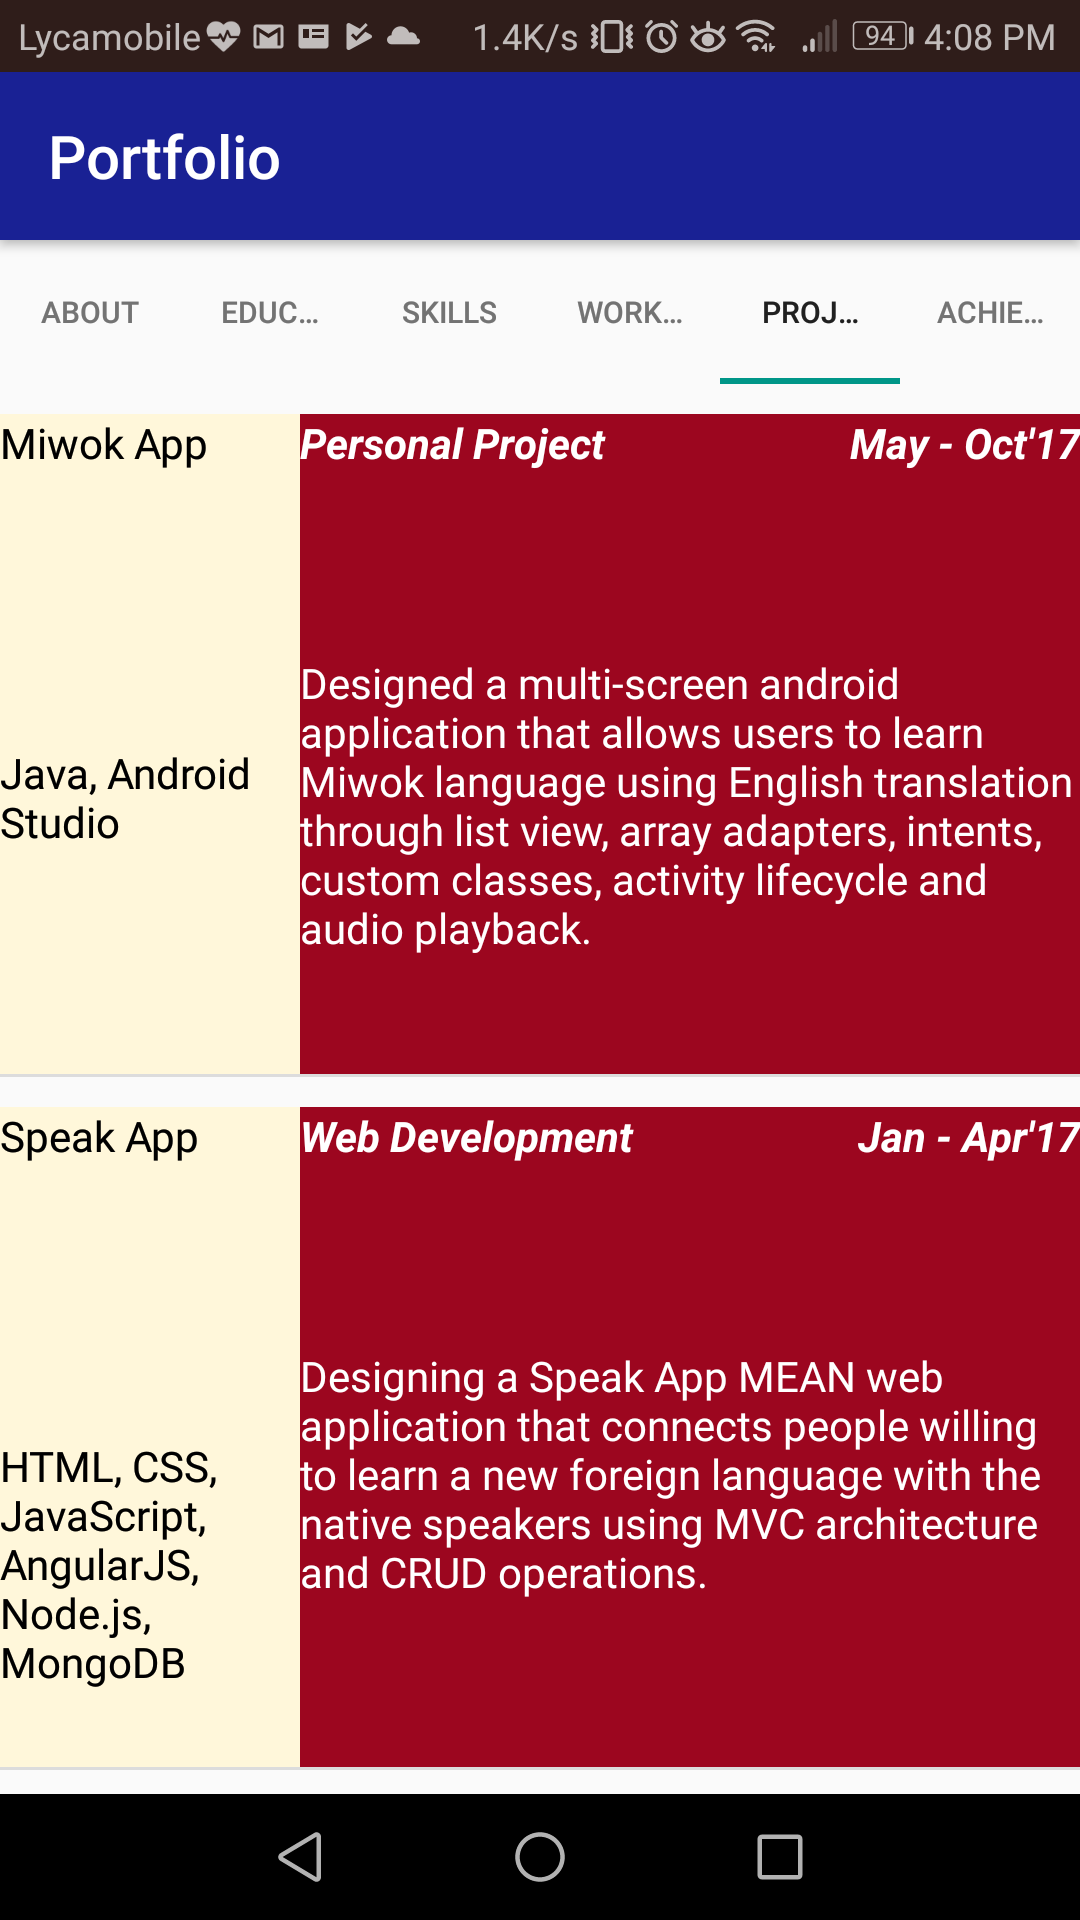 Lycamobile 1.4K/s 94 4:08 PM
Portfolio
ABOUT EDUC... SKILLS WORK... PROJ... ACHIE...
Miwok App
Personal Project May - Oct'17
Java, Android
Studio
Designed a multi-screen android
application that allows users to learn
Miwok language using English translation
through list view, array adapters, intents,
custom classes, activity lifecycle and
audio playback.
Speak App
Web Development Jan - Apr'17
HTML, CSS,
JavaScript,
AngularJS,
Node.js,
MongoDB
Designing a Speak App MEAN web
application that connects people willing
to learn a new foreign language with the
native speakers using MVC architecture
and CRUD operations.